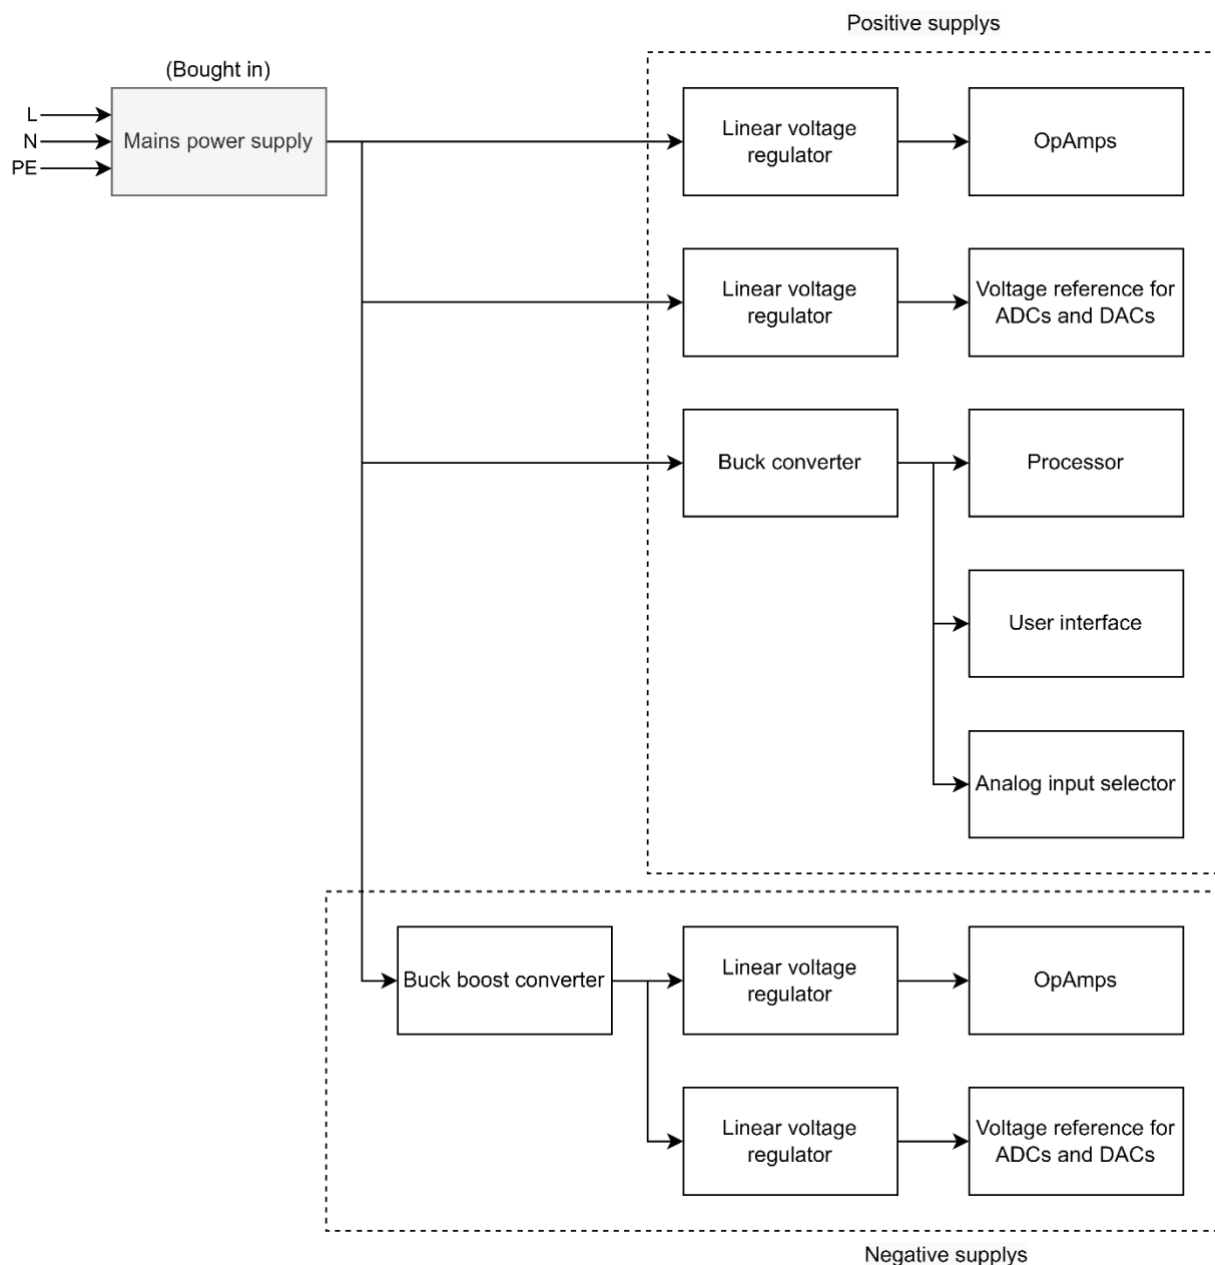 Positive supplys
(Bought in)
L
N
PE
Mains power supply
Linear voltage
regulator
OpAmps
Linear voltage
regulator
Voltage reference for
ADCs and DACs
Buck converter
Processor
User interface
Analog input selector
Buck boost converter
Linear voltage
regulator
OpAmps
Linear voltage
regulator
Voltage reference for
ADCs and DACs
Negative supplys